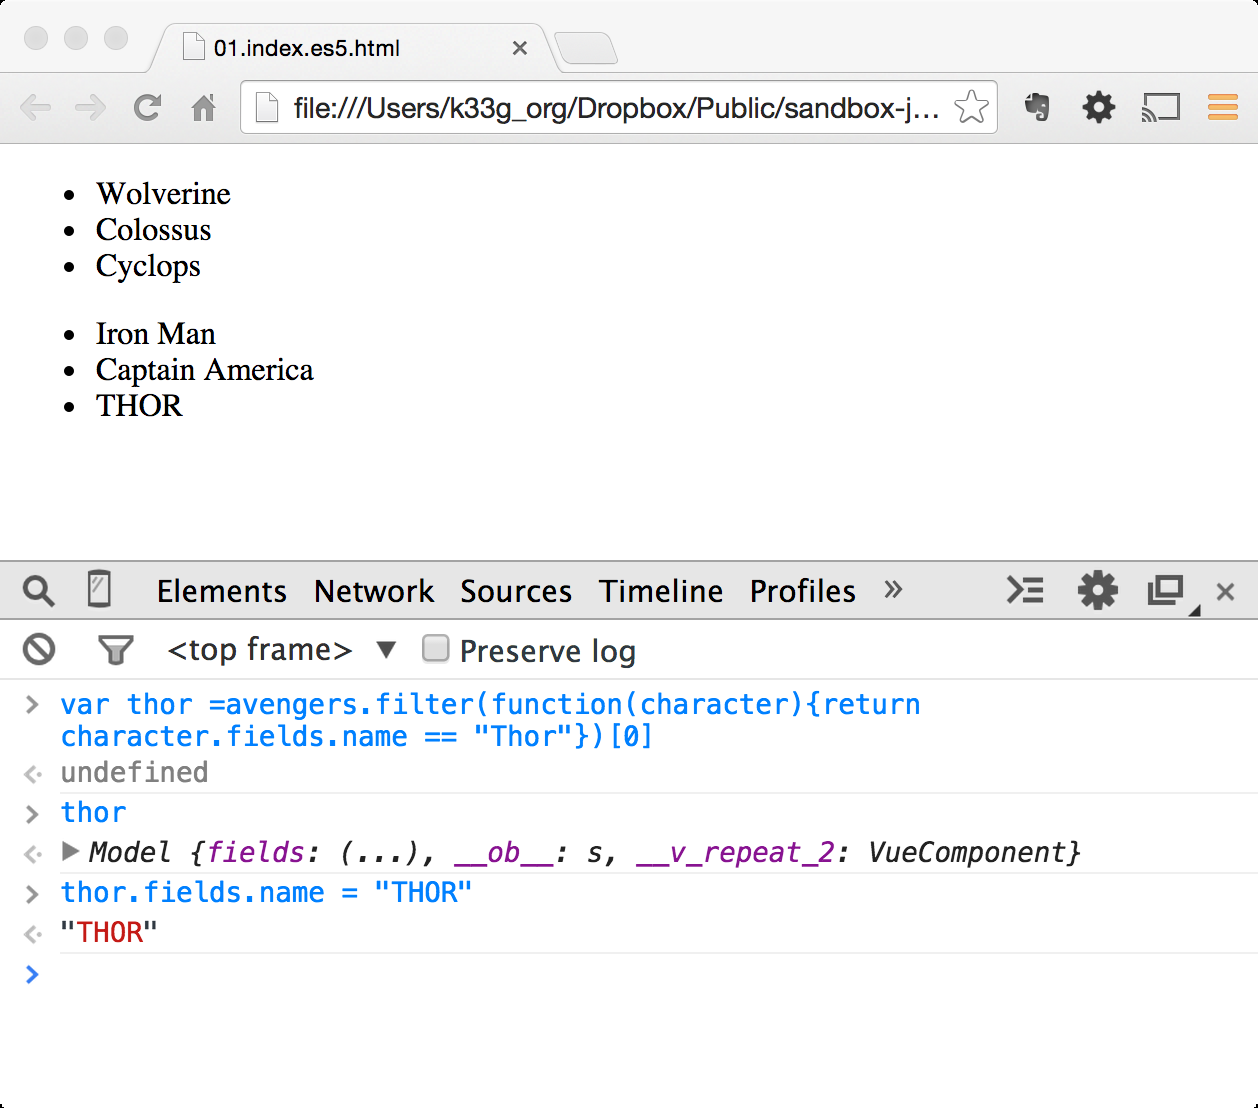 01.index.es5.html
file:///Users/k33g_org/Dropbox/Public/sandbox-j...
Wolverine
Colossus
Cyclops
Iron Man
Captain America
THOR
Elements Network Sources Timeline Profiles »
<top frame> ▼ Preserve log
> var thor =avengers.filter(function(character){return
character.fields.name == "Thor"})[0]
undefined
> thor
▶ Model {fields: (...), __ob__: s, __v_repeat_2: VueComponent}
> thor.fields.name = "THOR"
"THOR"
>